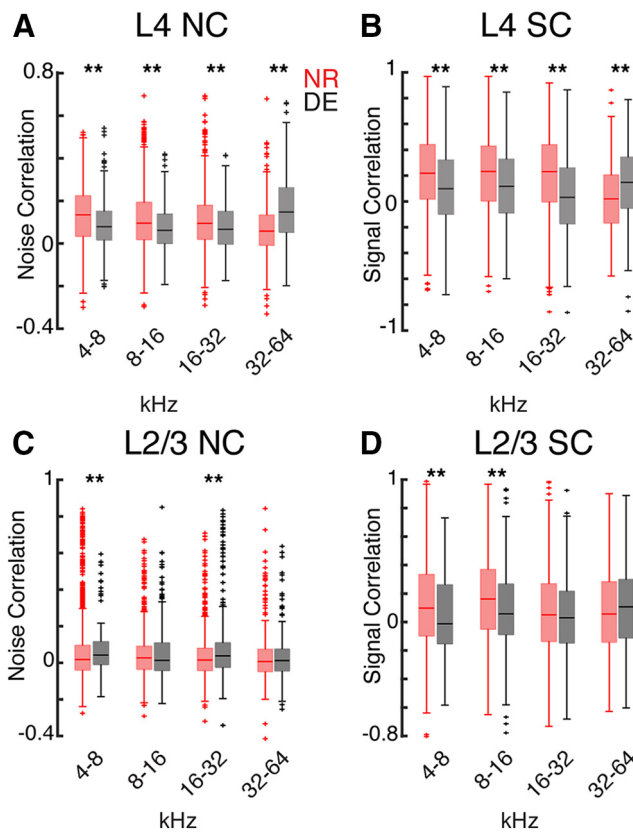 A L4 NC
NR
DE
Noise Correlation
0.8
0
-0.4
** ** ** **
4-8 8-16 16-32 32-64
kHz
B L4 SC
Signal Correlation
1
0
-1
** ** ** **
4-8 8-16 16-32 32-64
kHz
C L2/3 NC
Noise Correlation
1
0
-0.4
** **
4-8 8-16 16-32 32-64
kHz
D L2/3 SC
Signal Correlation
1
0
-0.8
** **
4-8 8-16 16-32 32-64
kHz